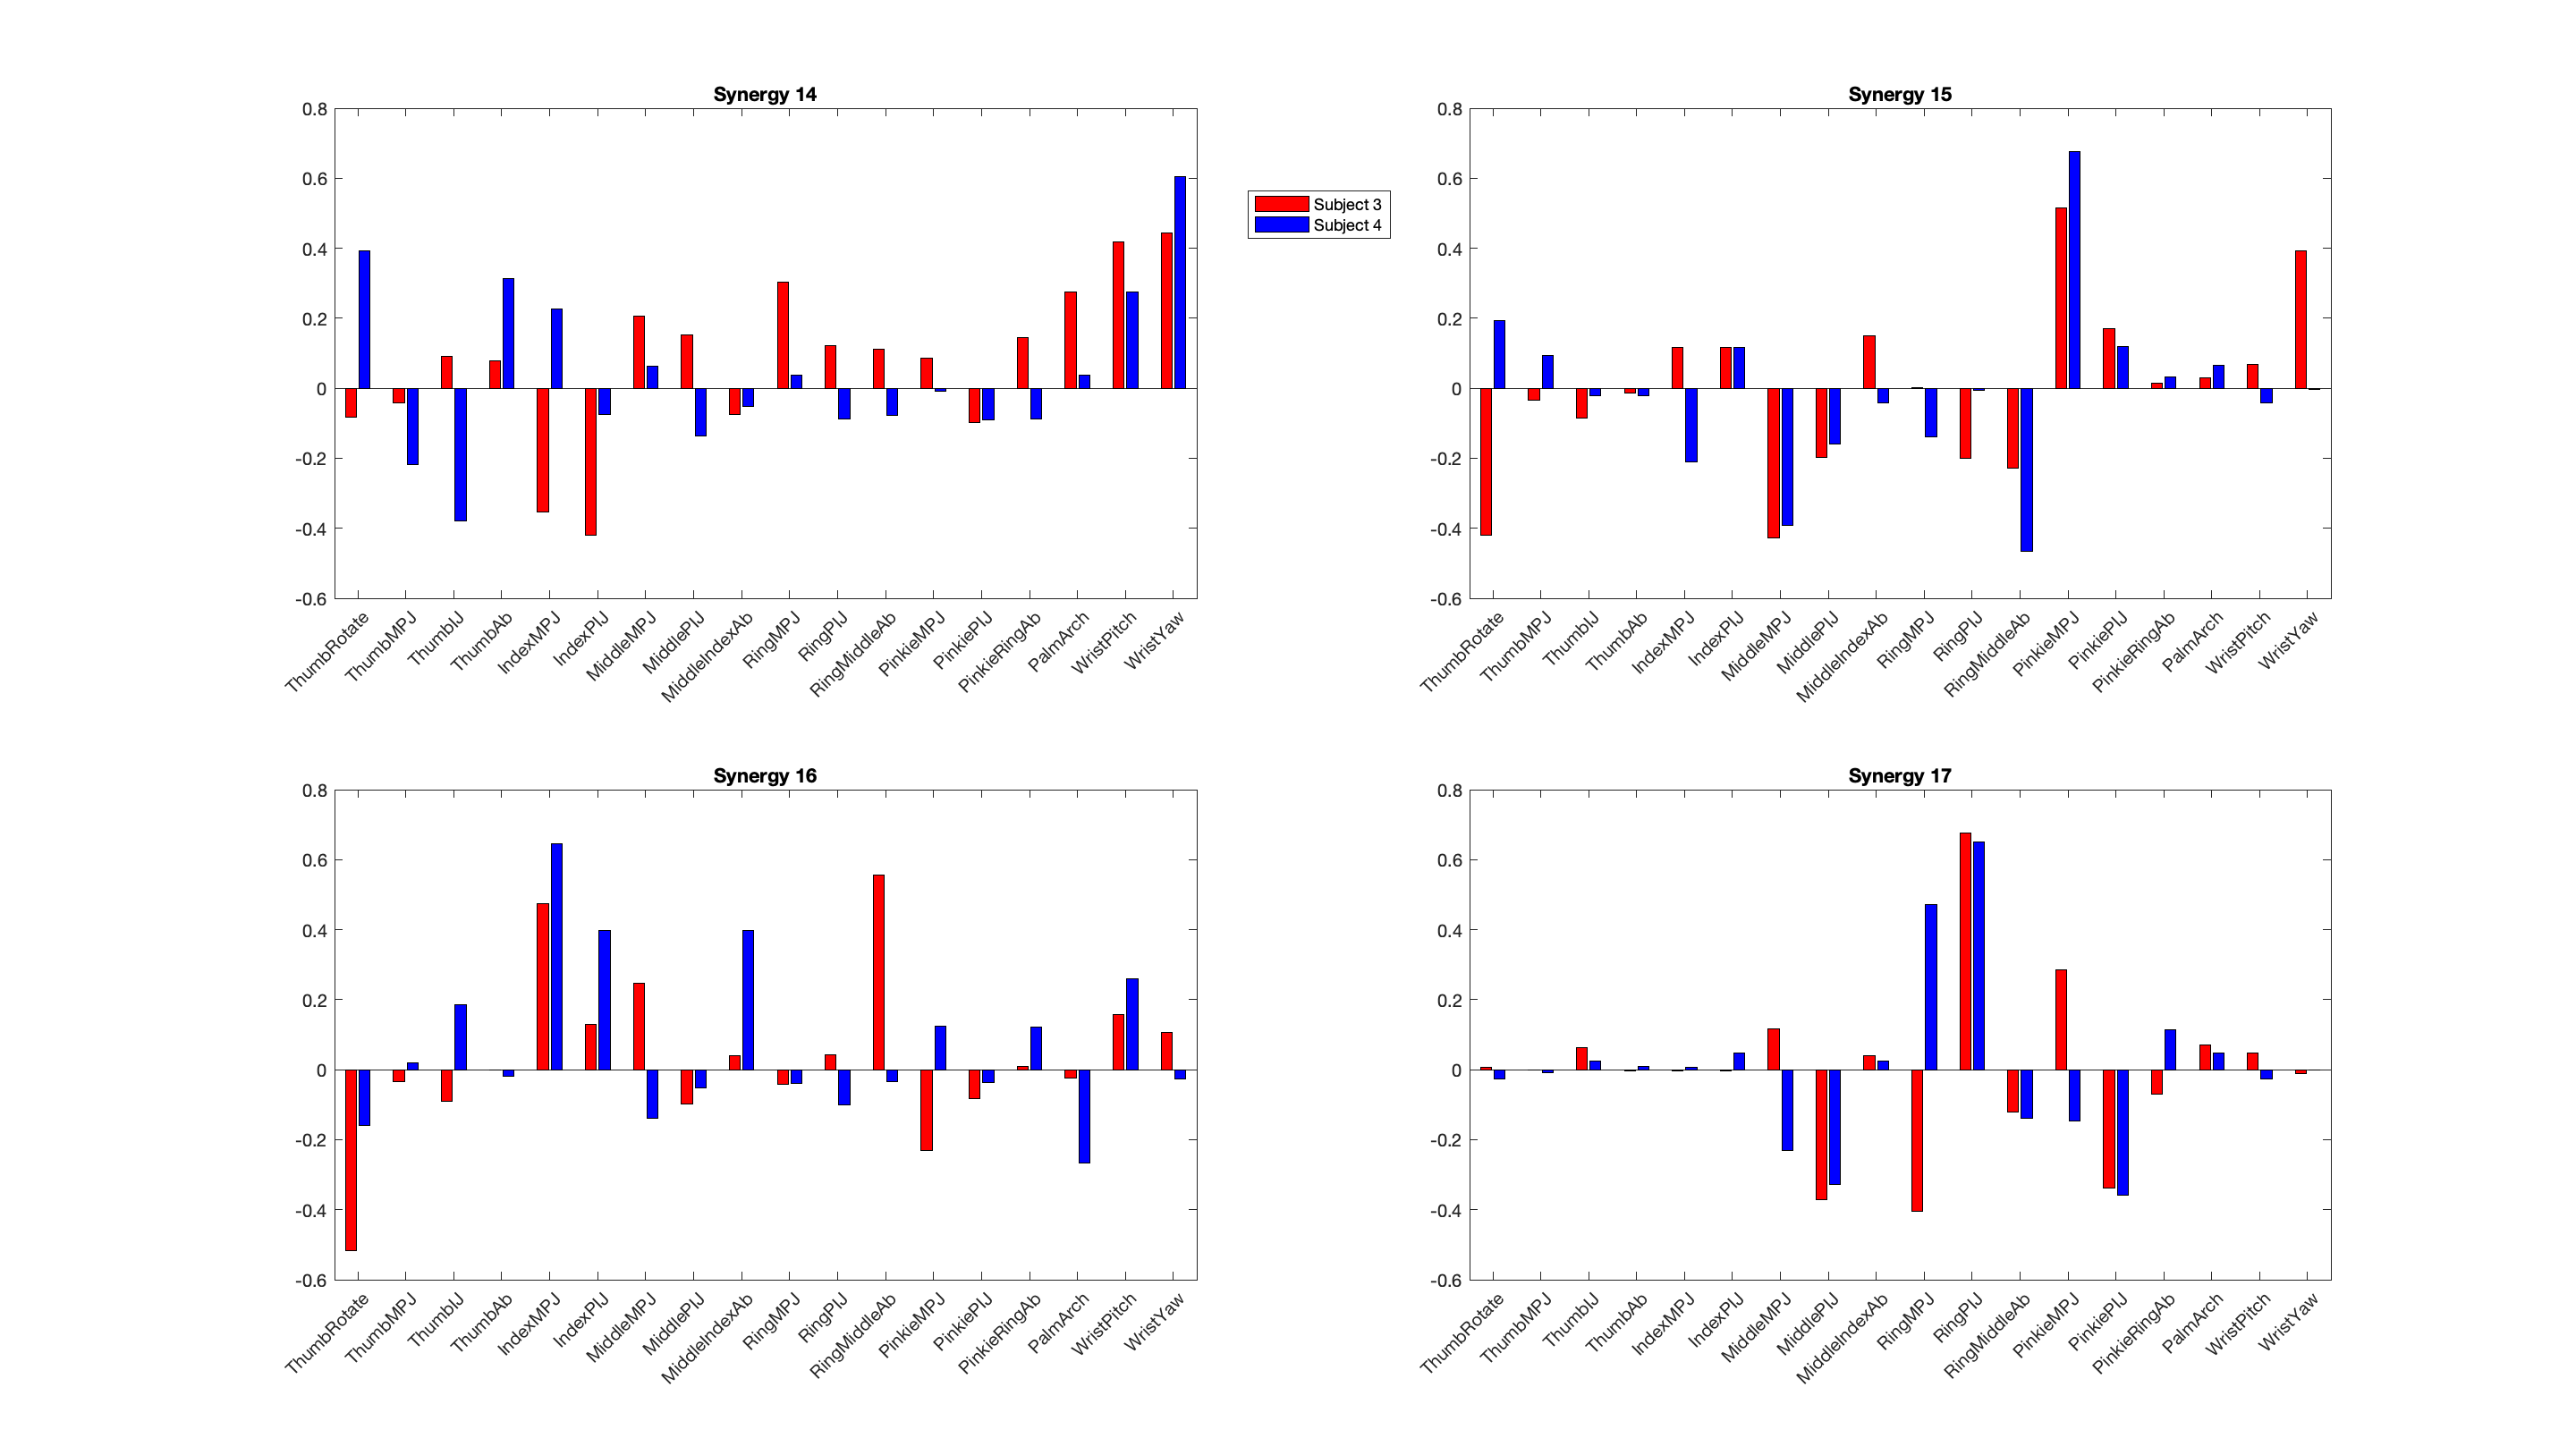 Synergy 14
0.8
0.6
0.4
0.2
0
-0.2
-0.4
-0.6
ThumbRotate
ThumbMPJ
ThumbIJ
ThumbAb
IndexMPJ
IndexPIJ
MiddleMPJ
MiddlePIJ
MiddleIndexAb
RingMPJ
RingPIJ
RingMiddleAb
PinkieMPJ
PinkiePIJ
PinkieRingAb
PalmArch
WristPitch
WristYaw
Subject 3
Subject 4
Synergy 15
0.8
0.6
0.4
0.2
0
-0.2
-0.4
-0.6
ThumbRotate
ThumbMPJ
ThumbIJ
ThumbAb
IndexMPJ
IndexPIJ
MiddleMPJ
MiddlePIJ
MiddleIndexAb
RingMPJ
RingPIJ
RingMiddleAb
PinkieMPJ
PinkiePIJ
PinkieRingAb
PalmArch
WristPitch
WristYaw
Synergy 16
0.8
0.6
0.4
0.2
0
-0.2
-0.4
-0.6
ThumbRotate
ThumbMPJ
ThumbIJ
ThumbAb
IndexMPJ
IndexPIJ
MiddleMPJ
MiddlePIJ
MiddleIndexAb
RingMPJ
RingPIJ
RingMiddleAb
PinkieMPJ
PinkiePIJ
PinkieRingAb
PalmArch
WristPitch
WristYaw
Synergy 17
0.8
0.6
0.4
0.2
0
-0.2
-0.4
-0.6
ThumbRotate
ThumbMPJ
ThumbIJ
ThumbAb
IndexMPJ
IndexPIJ
MiddleMPJ
MiddlePIJ
MiddleIndexAb
RingMPJ
RingPIJ
RingMiddleAb
PinkieMPJ
PinkiePIJ
PinkieRingAb
PalmArch
WristPitch
WristYaw